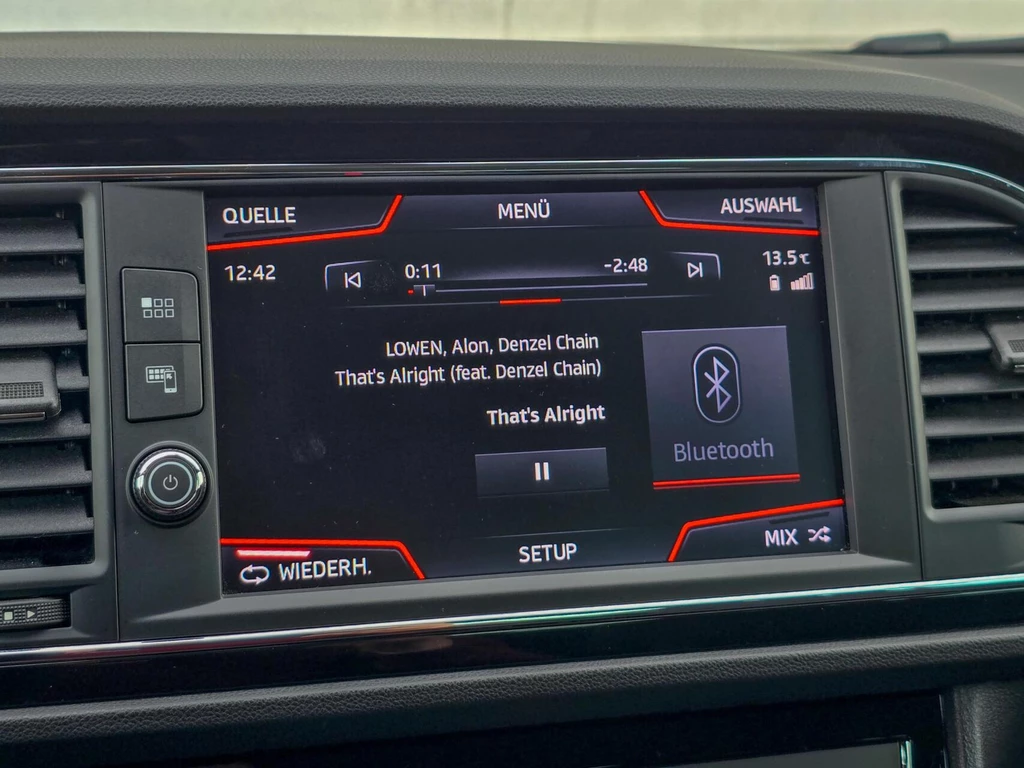 QUELLE
MENÜ
AUSWAHL
12:42
0:11
-2:48
13.5℃
LOWEN, Alon, Denzel Chain
That's Alright (feat. Denzel Chain)
That's Alright
Bluetooth
WIEDERH.
SETUP
MIX